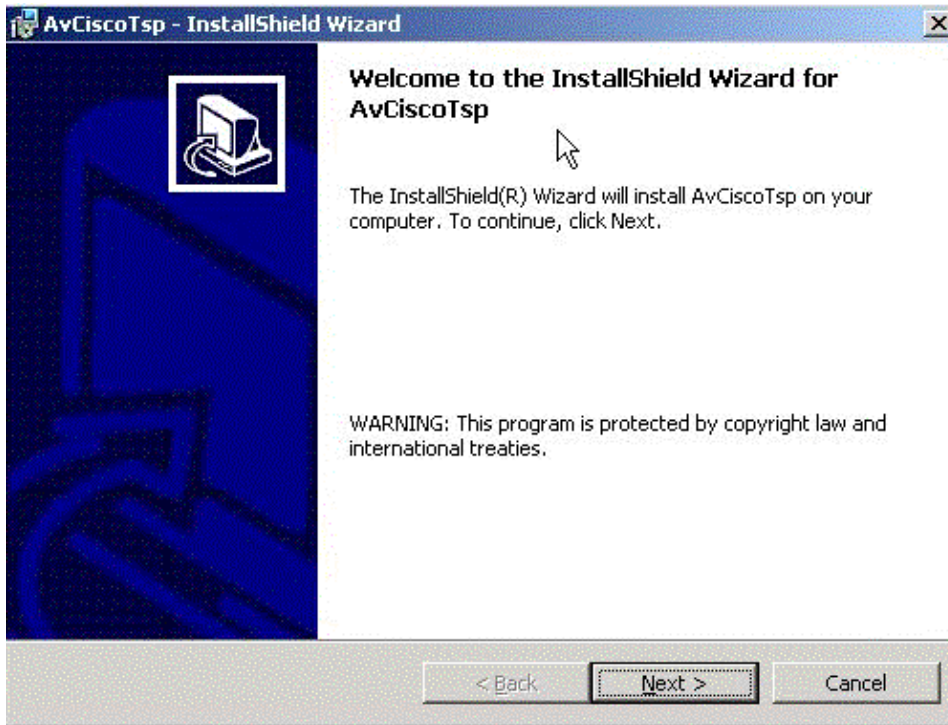 AvCiscoTsp - InstallShield Wizard
Welcome to the InstallShield Wizard for
AvCiscoTsp
The InstallShield(R) Wizard will install AvCiscoTsp on your
computer. To continue, click Next.
WARNING: This program is protected by copyright law and
international treaties.
< Back
Next >
Cancel